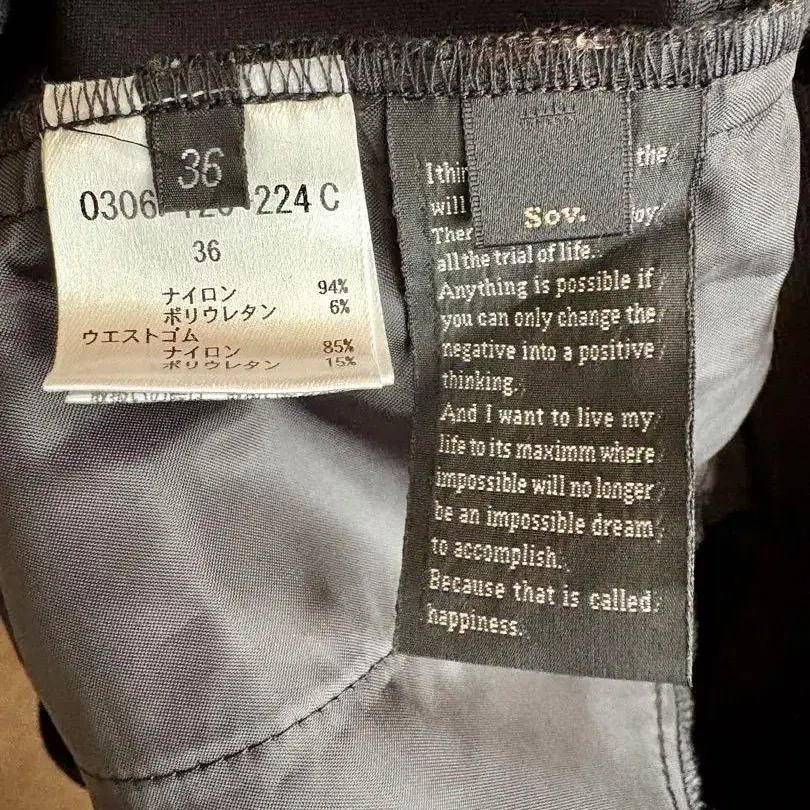 36
0306 224 C
36
ナイロン 94%
ポリウレタン 6%
ウエストゴム
ナイロン 85%
ポリウレタン 15%
Sov.
the
will
all the trial of life.
Anything is possible if
you can only change the
negative into a positive
thinking.
And I want to live my
life to its maximm where
impossible will no longer
be an impossible dream
to accomplish.
Because that is called
happiness.